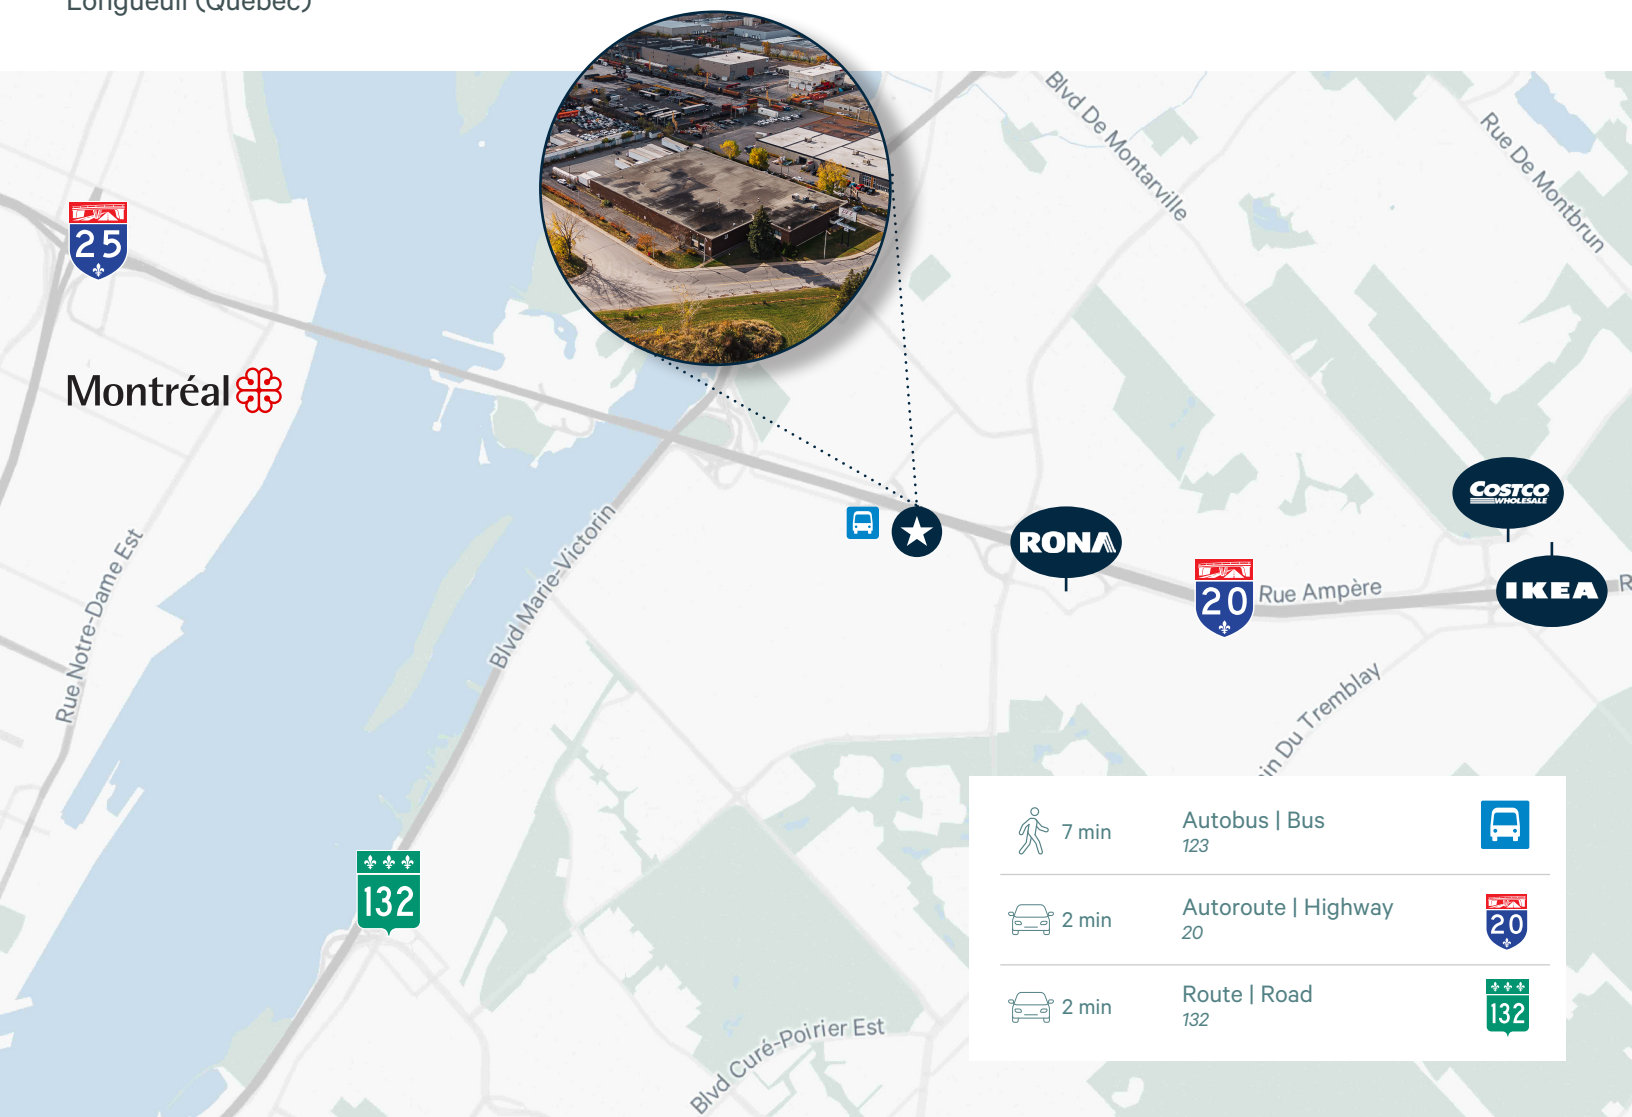 Longueuil (Québec)
Blvd De Montarville
Rue De Montbrun
25
Montréal
COSTCO
WHOLESALE
RONA
IKEA
20
Rue Ampère
R
Blvd Marie-Victorin
Rue Notre-Dame Est
in Du Tremblay
132
Blvd Curé-Poirier Est
7 min
Autobus | Bus
123
2 min
Autoroute | Highway
20
20
2 min
Route | Road
132
132